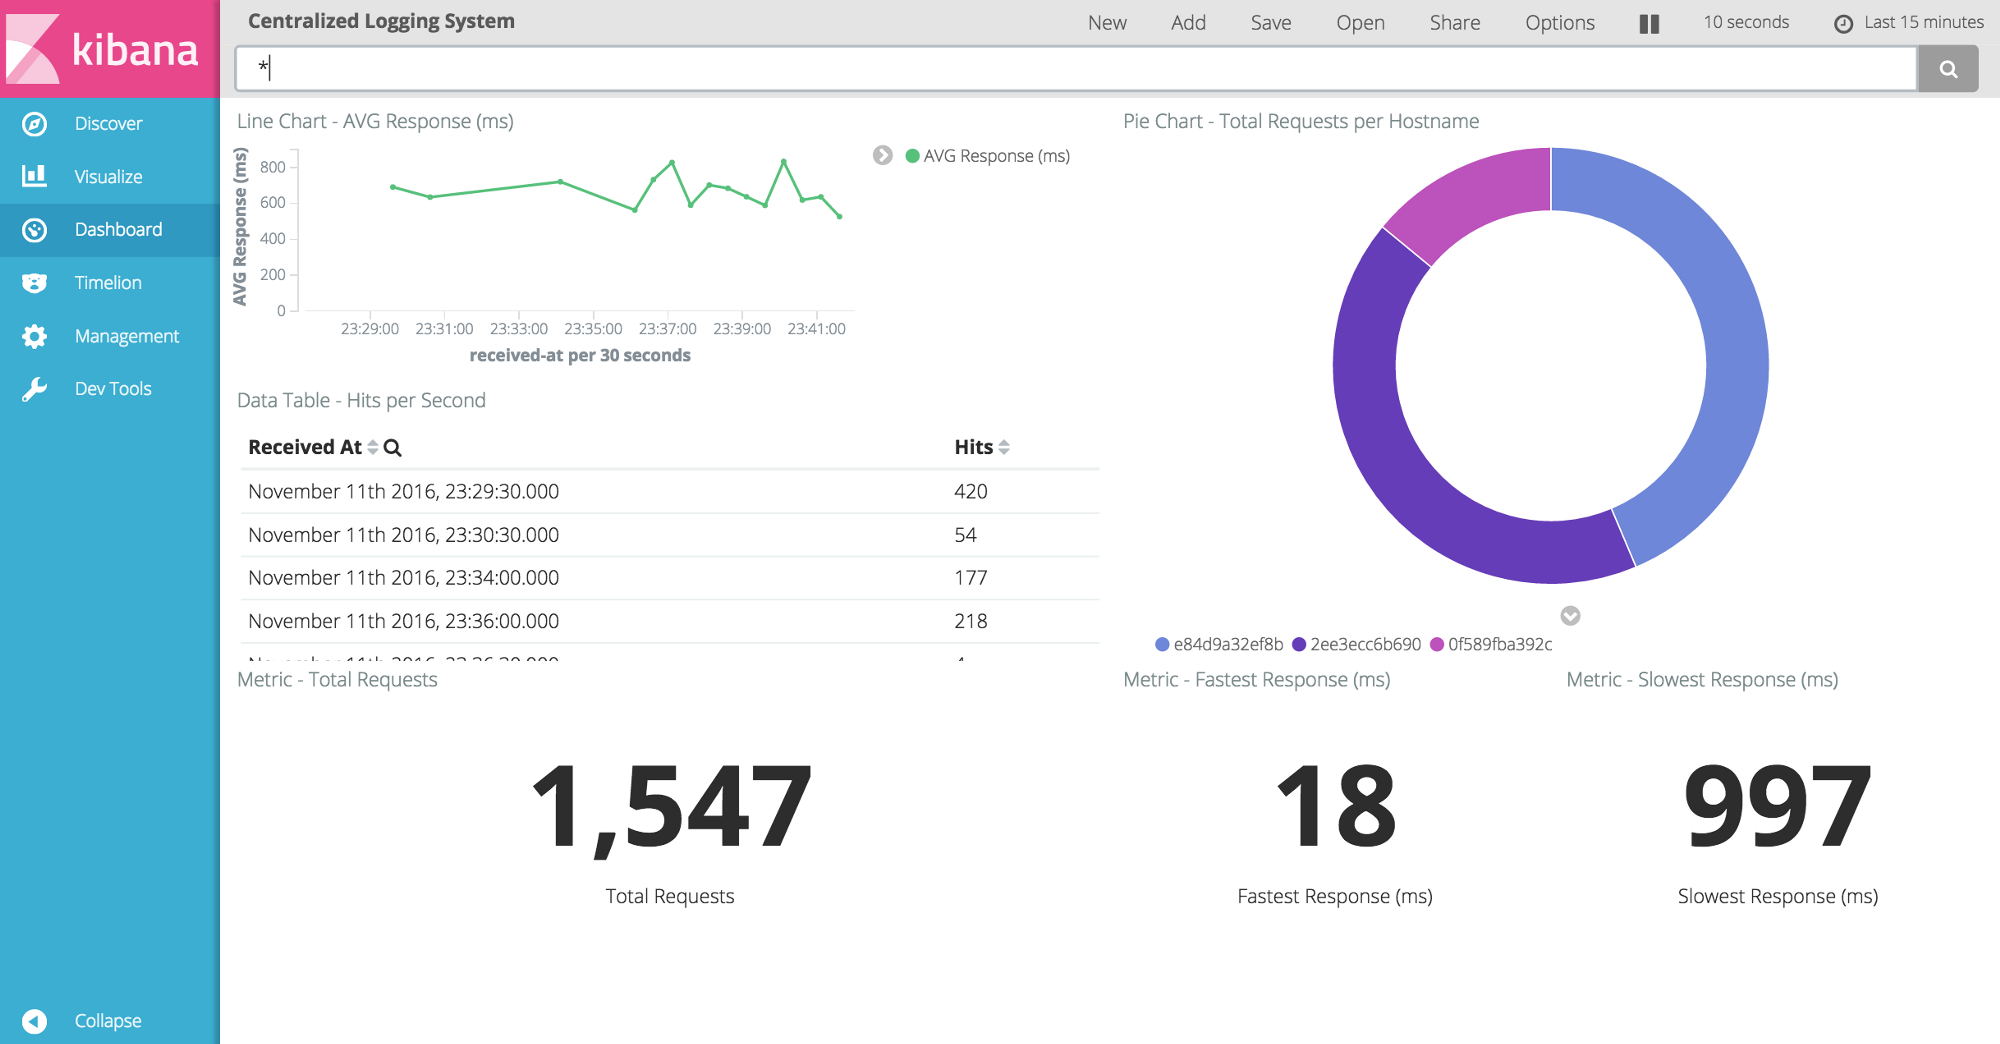 kibana
Centralized Logging System
New Add Save Open Share Options 10 seconds Last 15 minutes
*
Discover
Visualize
Dashboard
Timelion
Management
Dev Tools
Collapse
Line Chart - AVG Response (ms)
AVG Response (ms)
800
600
400
200
0
23:29:00 23:31:00 23:33:00 23:35:00 23:37:00 23:39:00 23:41:00
received-at per 30 seconds
AVG Response (ms)
Pie Chart - Total Requests per Hostname
e84d9a32ef8b 2ee3ecc6b690 0f589fba392c
Data Table - Hits per Second
Received At Hits
November 11th 2016, 23:29:30.000 420
November 11th 2016, 23:30:30.000 54
November 11th 2016, 23:34:00.000 177
November 11th 2016, 23:36:00.000 218
Metric - Total Requests
1,547
Total Requests
Metric - Fastest Response (ms)
18
Fastest Response (ms)
Metric - Slowest Response (ms)
997
Slowest Response (ms)